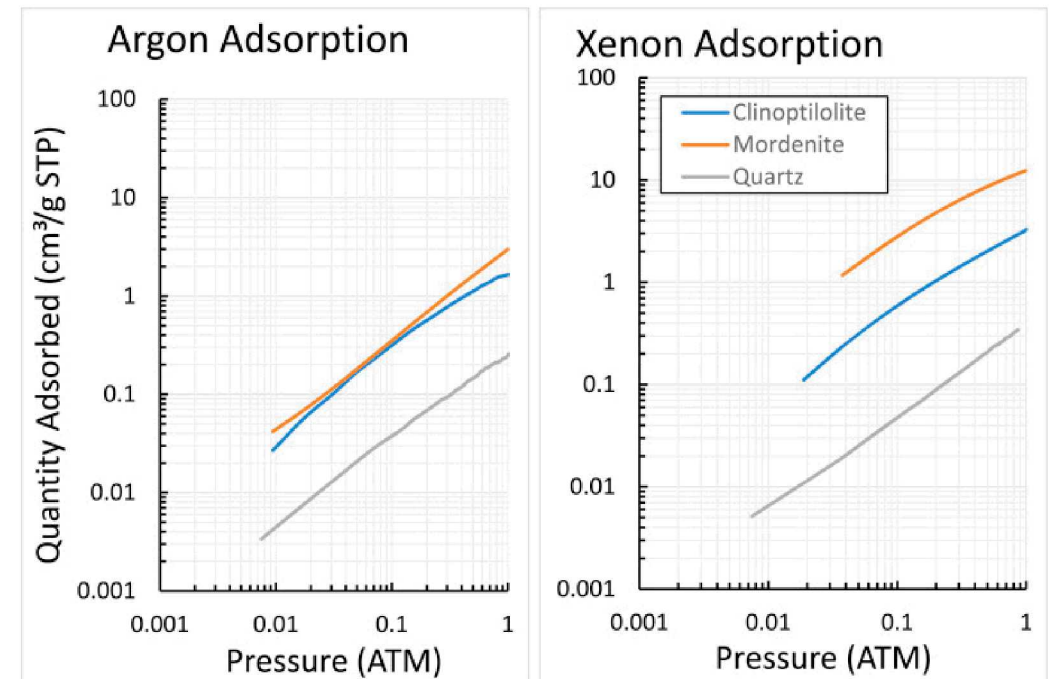 Argon Adsorption
Quantity Adsorbed (cm³/g STP)
100
10
1
0.1
0.01
0.001
0.001 0.01 0.1 1
Pressure (ATM)
Xenon Adsorption
100
10
1
0.1
0.01
0.001
Clinoptilolite
Mordenite
Quartz
0.001 0.01 0.1 1
Pressure (ATM)